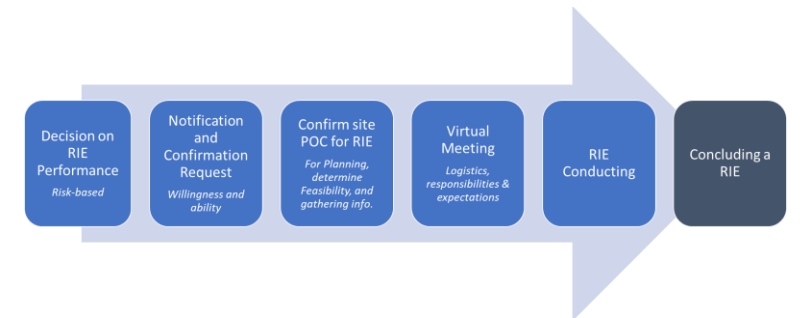 Decision on
RIE
Performance
Risk-based
Notification
and
Confirmation
Request
Willingness and
ability
Confirm site
POC for RIE
For Planning,
determine
Feasibility, and
gathering info.
Virtual
Meeting
Logistics,
responsibilities &
expectations
RIE
Conducting
Concluding a
RIE